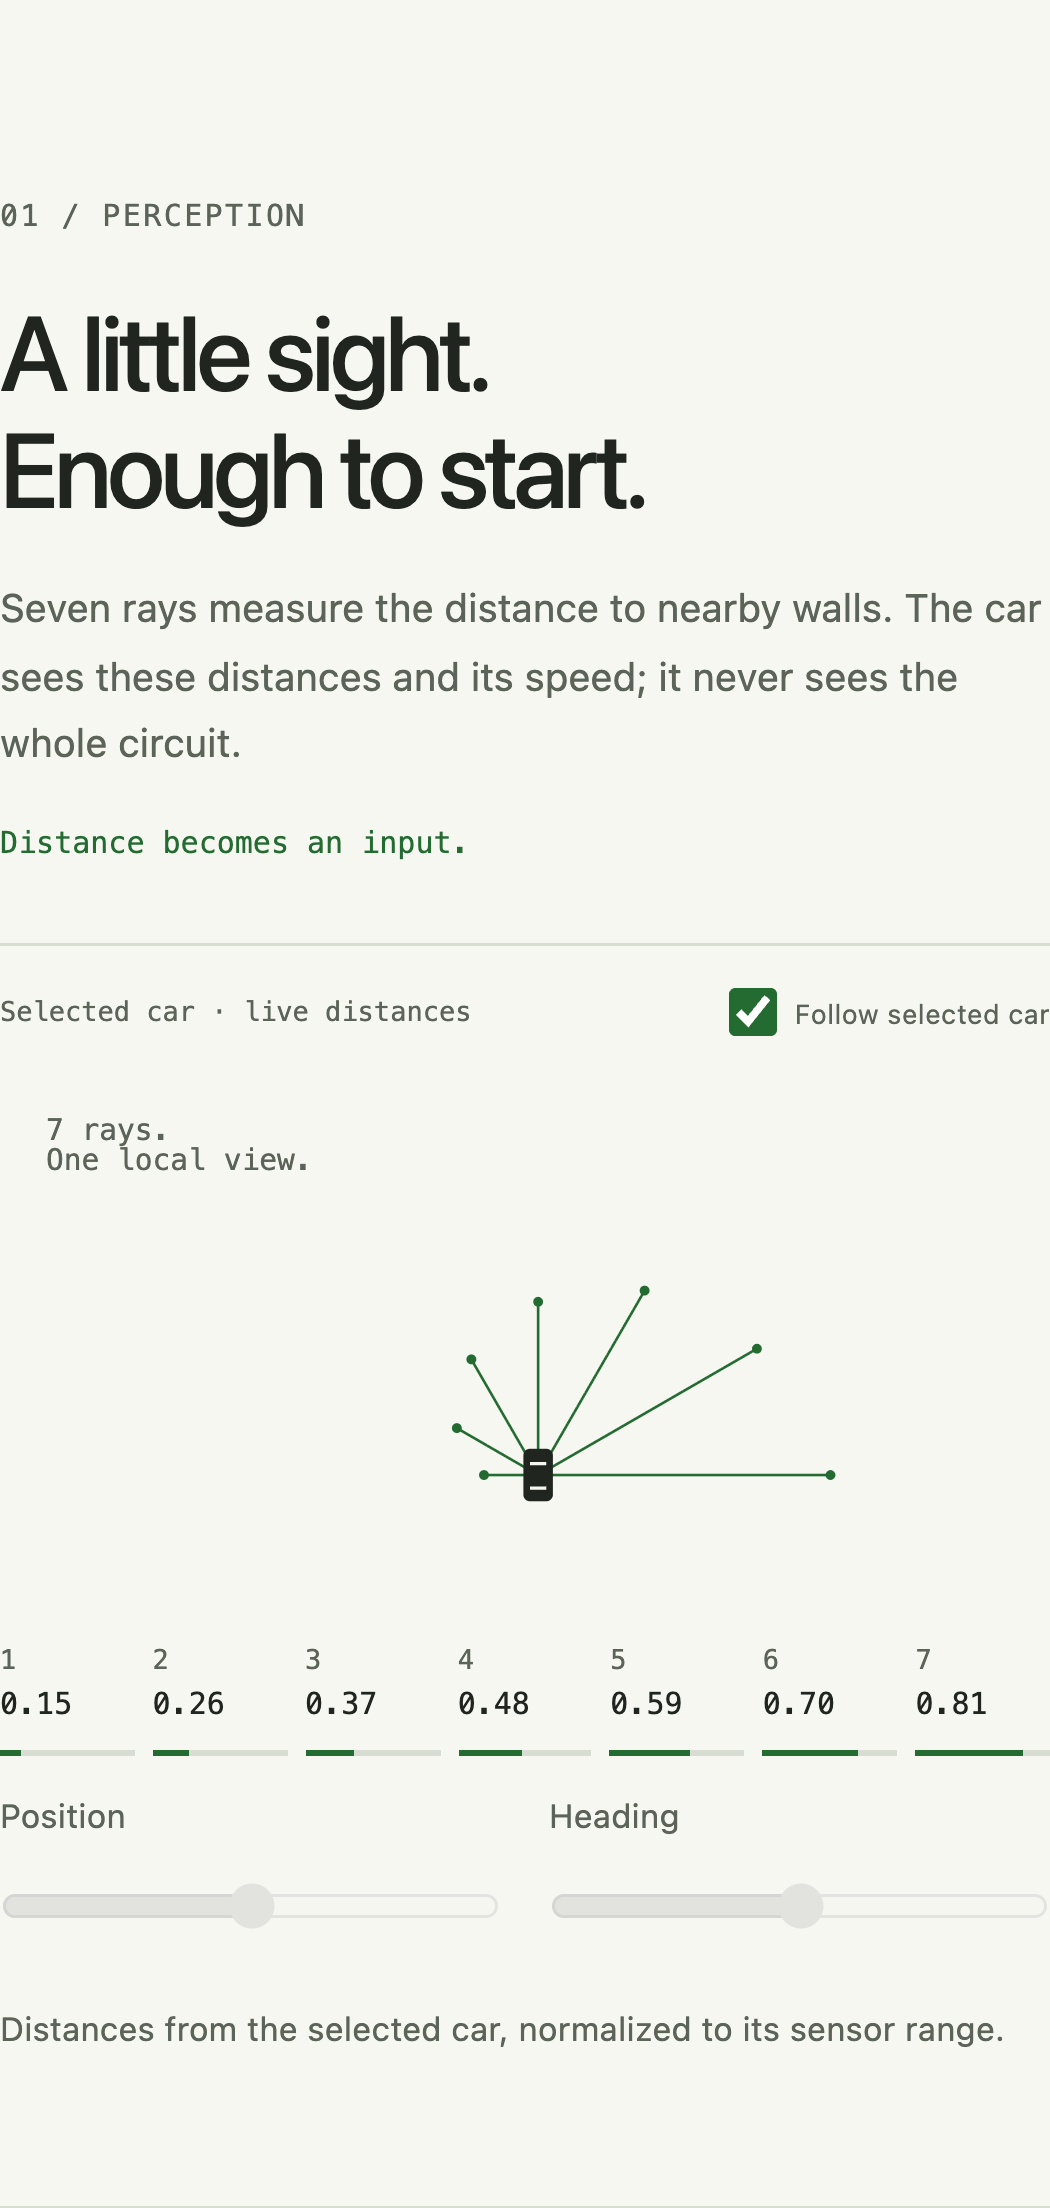 01 / PERCEPTION
A little sight.
Enough to start.
Seven rays measure the distance to nearby walls. The car
sees these distances and its speed; it never sees the
whole circuit.
Distance becomes an input.
Selected car · live distances
Follow selected car
7 rays.
One local view.
1 2 3 4 5 6 7
0.15 0.26 0.37 0.48 0.59 0.70 0.81
Position Heading
Distances from the selected car, normalized to its sensor range.